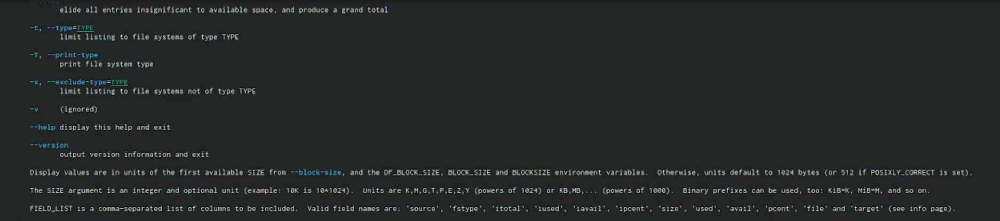 elide all entries insignificant to available space, and produce a grand total
-t, --type=TYPE
limit listing to file systems of type TYPE
-T, --print-type
print file system type
-x, --exclude-type=TYPE
limit listing to file systems not of type TYPE
-v (ignored)
--help display this help and exit
--version
output version information and exit
Display values are in units of the first available SIZE from --block-size, and the DF_BLOCK_SIZE, BLOCK_SIZE and BLOCKSIZE environment variables. Otherwise, units default to 1024 bytes (or 512 if POSIXLY_CORRECT is set).
The SIZE argument is an integer and optional unit (example: 10K is 10*1024). Units are K,M,G,T,P,E,Z,Y (powers of 1024) or KB,MB,... (powers of 1000). Binary prefixes can be used, too: KiB=K, MiB=M, and so on.
FIELD_LIST is a comma-separated list of columns to be included. Valid field names are: 'source', 'fstype', 'itotal', 'iused', 'iavail', 'ipcent', 'size', 'used', 'avail', 'pcent', 'file' and 'target' (see info page).